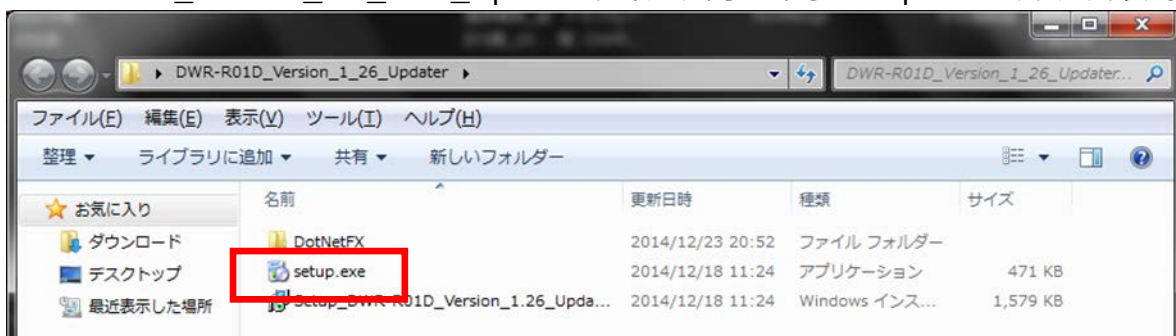 DWR-R01D_Version_1_26_Updater
DWR-R01D_Version_1_26_Updater...
ファイル(F) 編集(E) 表示(V) ツール(T) ヘルプ(H)
整理 ライブラリに追加 共有 新しいフォルダー
名前 更新日時 種類 サイズ
お気に入り
ダウンロード DotNetFX 2014/12/23 20:52 ファイル フォルダー
デスクトップ setup.exe 2014/12/18 11:24 アプリケーション 471 KB
最近表示した場所 Setup_DWR-R01D_Version_1.26_Upda... 2014/12/18 11:24 Windows インス... 1,579 KB